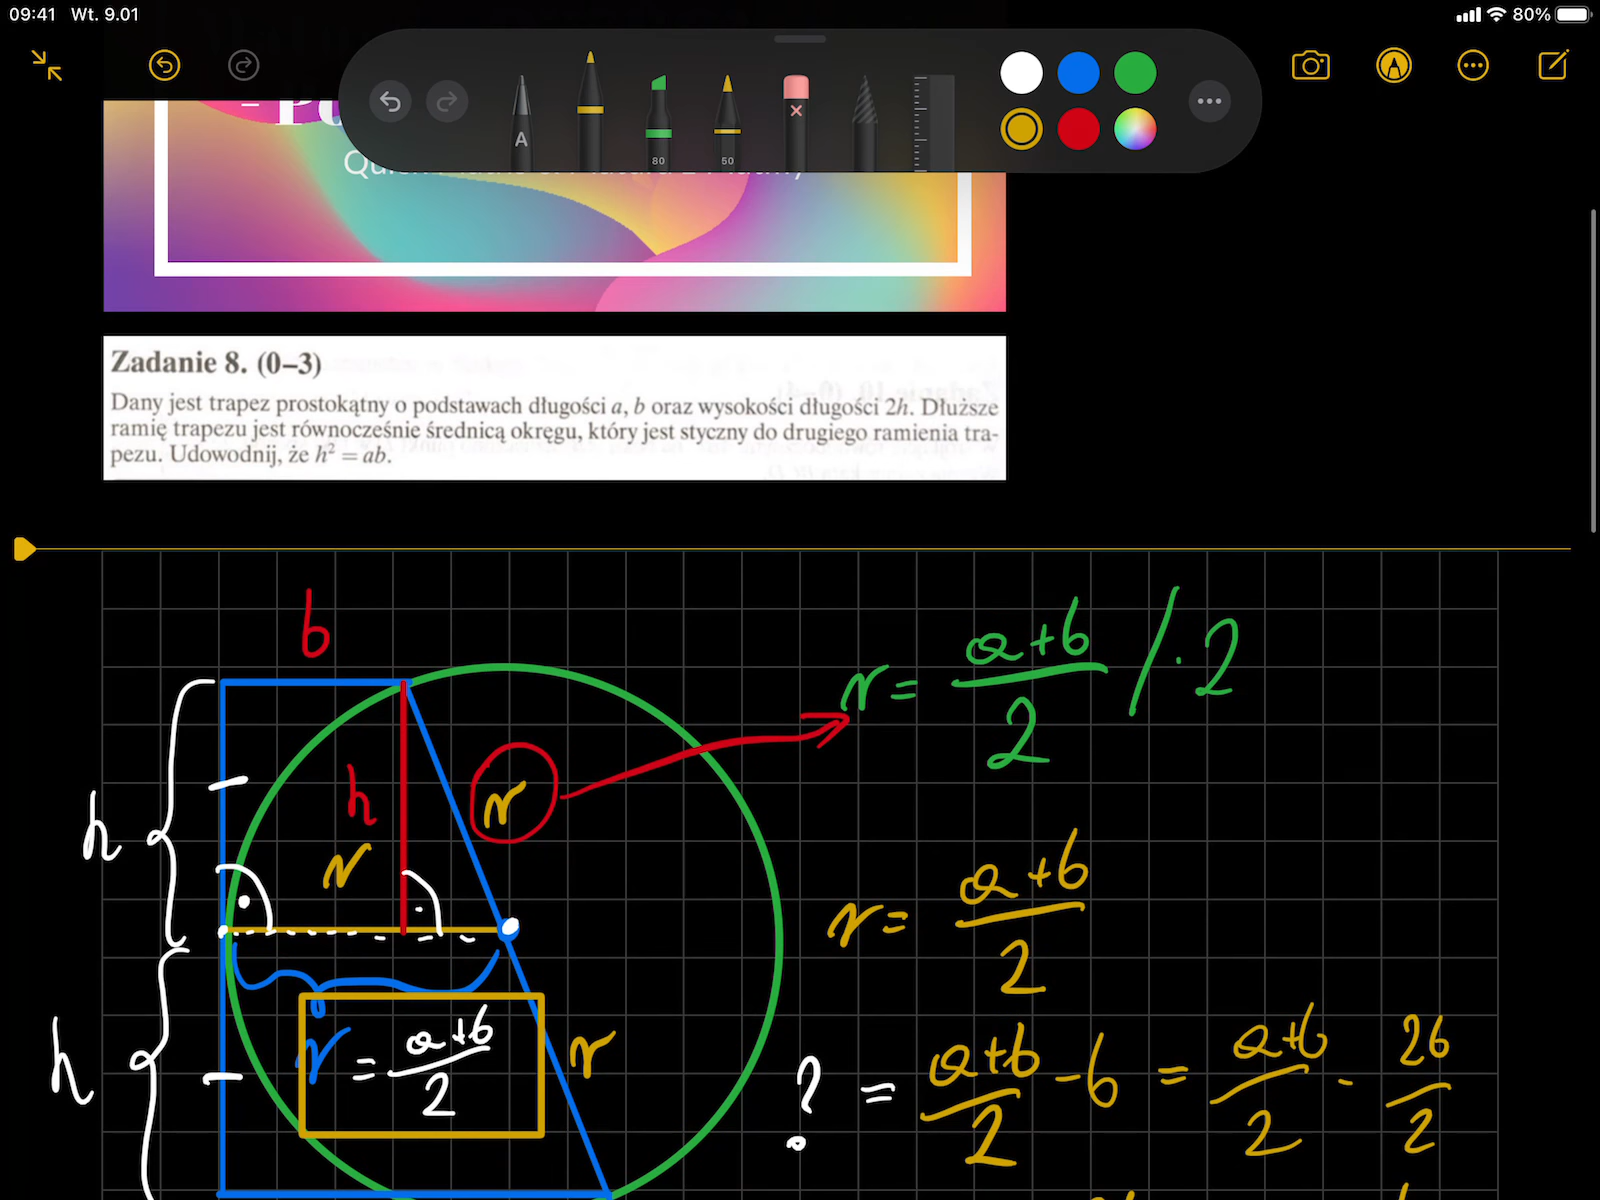 09:41 Wt. 9.01
80%
A
80
50
Zadanie 8. (0–3)
Dany jest trapez prostokątny o podstawach długości a, b oraz wysokości długości 2h. Dłuższe
ramię trapezu jest równocześnie średnicą okręgu, który jest styczny do drugiego ramienia tra-
pezu. Udowodnij, że h² = ab.
b
r = a+b / 2 / · 2
h
r
h
r
r = a+b / 2
h
r = a+b / 2
r
? = a+b / 2 - b = a+b / 2 - 2b / 2